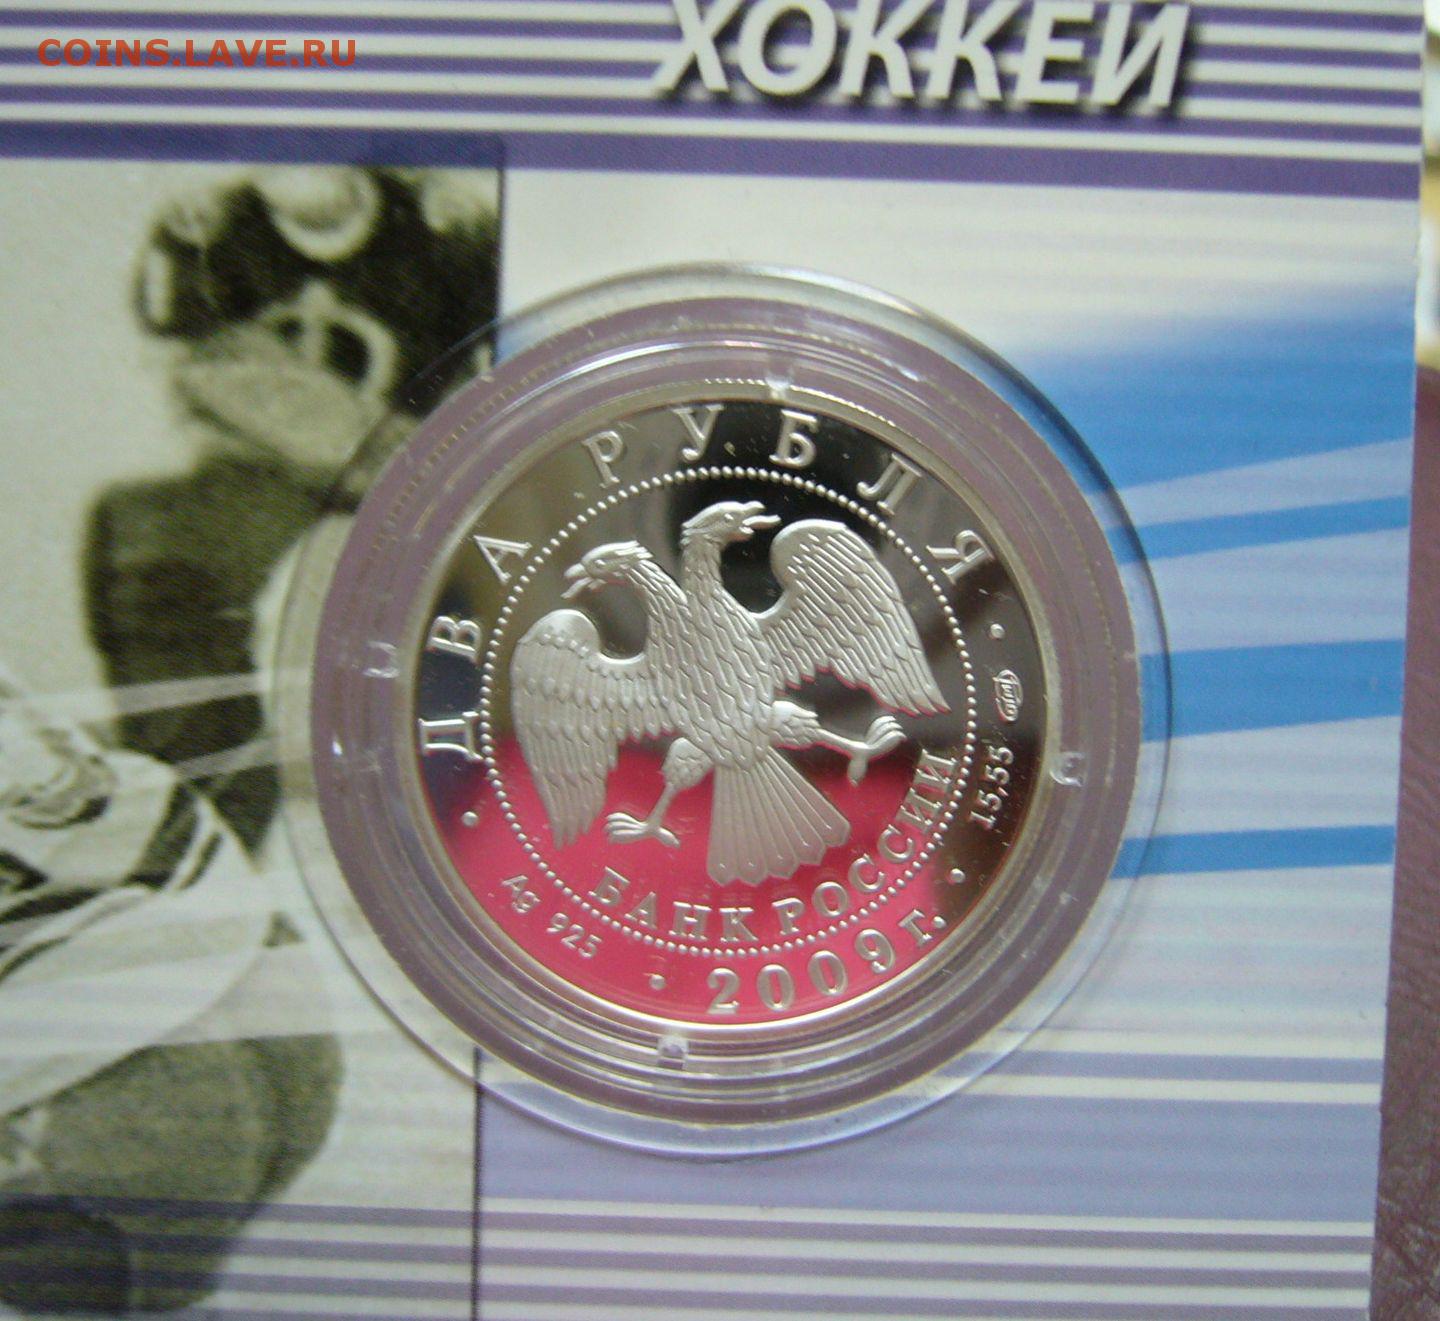 COINS.LAVE.RU
ХОККЕЙ
ДВА РУБЛЯ
БАНК РОССИИ
Ag 925 • 2009 г. • 15,55